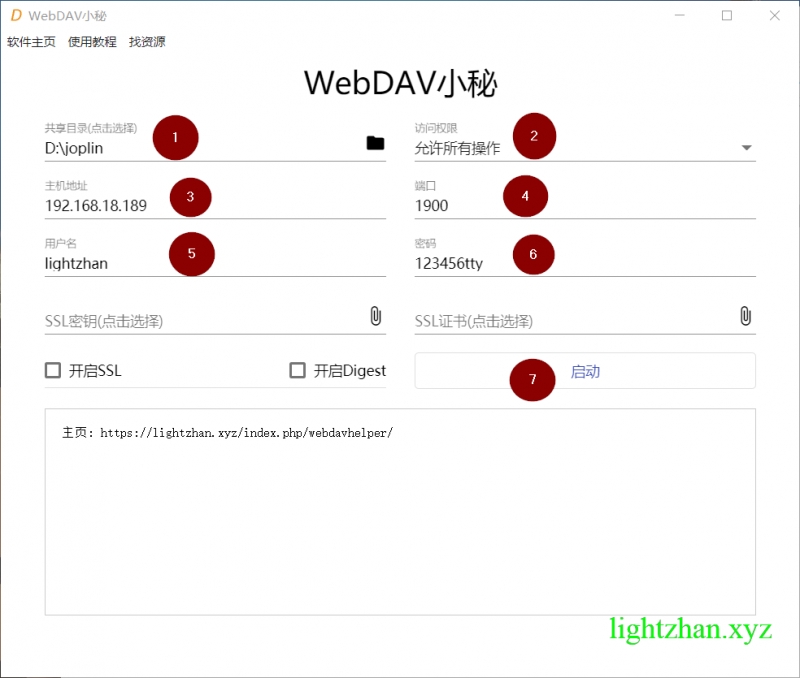 D WebDAV小秘
软件主页 使用教程 找资源
WebDAV小秘
共享目录(点击选择)
D:\joplin
1
访问权限
允许所有操作
2
主机地址
192.168.18.189
3
端口
1900
4
用户名
lightzhan
5
密码
123456tty
6
SSL密钥(点击选择)
SSL证书(点击选择)
开启SSL
开启Digest
7
启动
主页: https://lightzhan.xyz/index.php/webdavhelper/
lightzhan.xyz